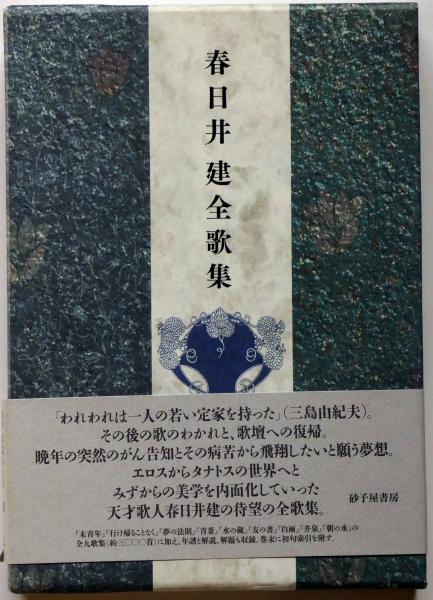 春日井 建全歌集
「われわれは一人の若い定家を持った」(三島由紀夫)。
その後の歌のわかれと、歌壇への復帰。
晩年の突然のがん告知とその病苦から飛翔したいと願う夢想。
エロスからタナトスの世界へと
みずからの美学を内面化していった
天才歌人春日井建の待望の全歌集。
砂子屋書房
「未青年」「行け帰ることなく」「夢の法則」「青葦」「水の蔵」「友の書」「白雨」「井泉」「朝の水」の
全九歌集(約三〇〇〇首)に加え、年譜と解説、解題も収録。巻末に初句索引を附す。